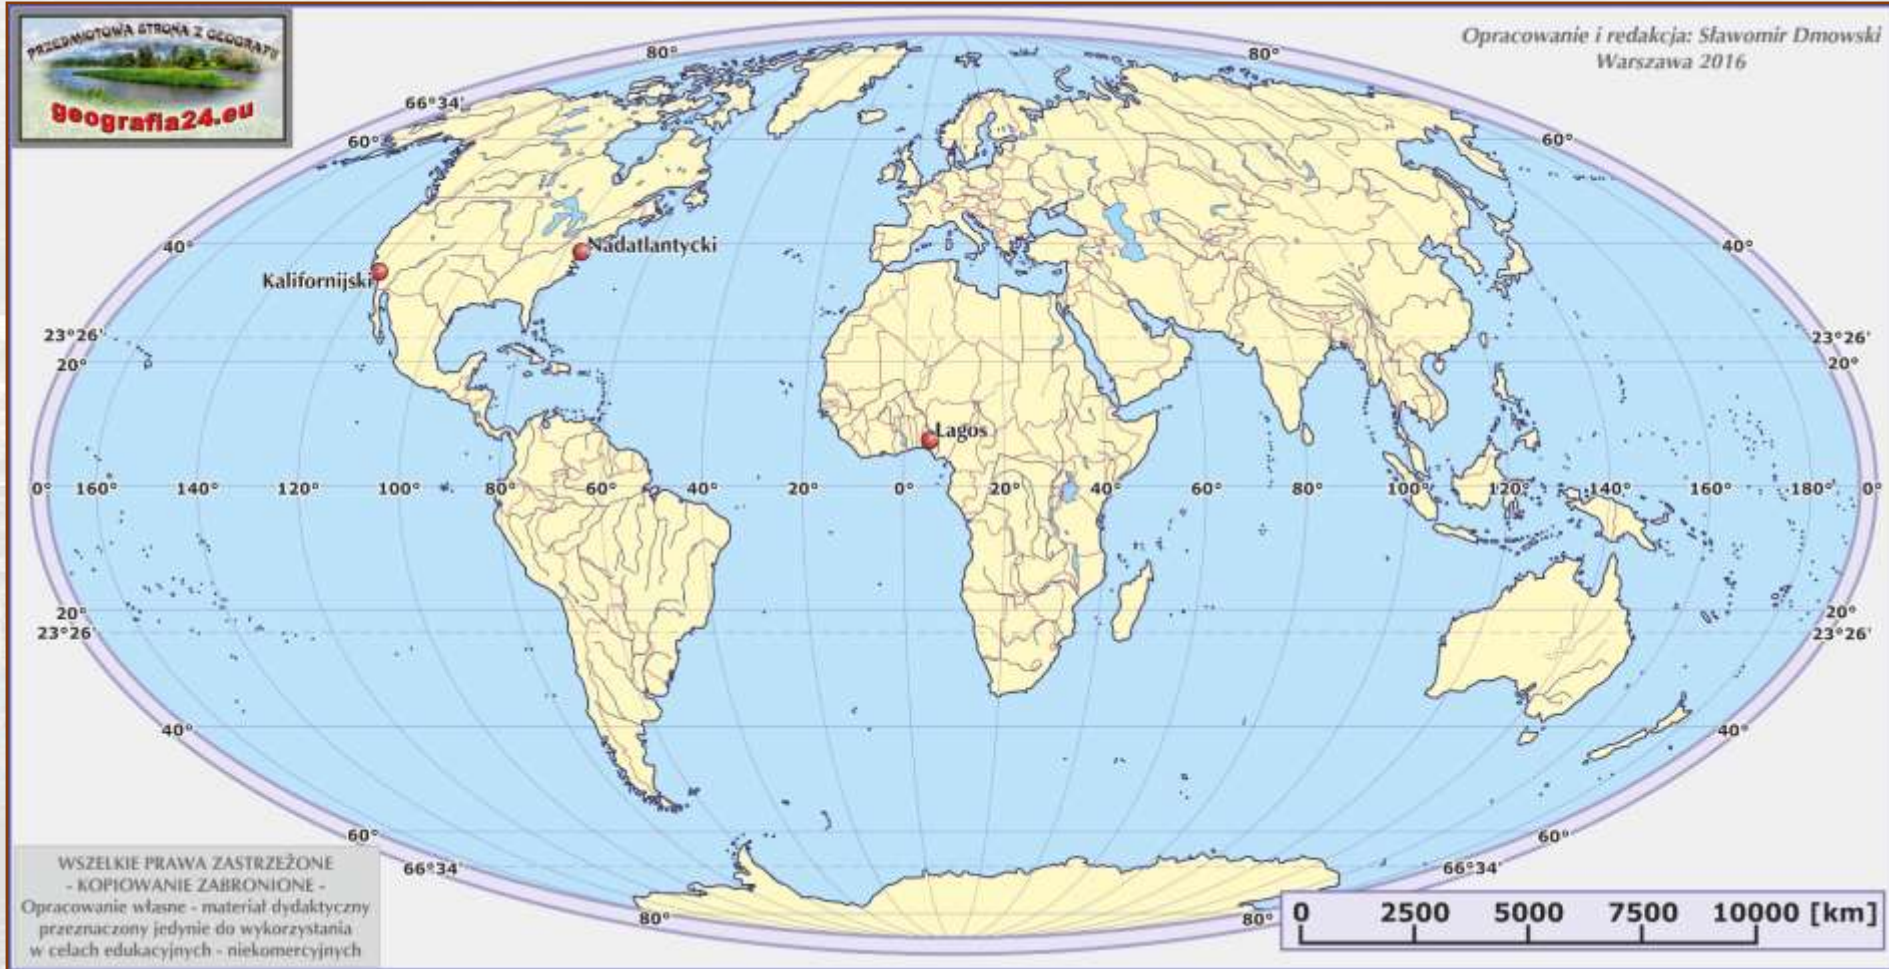 PRZEDMIOTOWA STRONA Z GEOGRAFII
geografia24.eu
Opracowanie i redakcja: Sławomir Dmowski
Warszawa 2016
80° 80°
66°34'
60° 60°
40° 40°
Nadatlantycki
Kalifornijski
23°26' 23°26'
20° 20°
Lagos
0° 160° 140° 120° 100° 80° 60° 40° 20° 0° 20° 40° 60° 80° 100° 120° 140° 160° 180° 0°
20° 20°
23°26' 23°26'
40° 40°
60° 60°
66°34' 66°34'
80° 80°
WSZELKIE PRAWA ZASTRZEŻONE
- KOPIOWANIE ZABRONIONE -
Opracowanie własne - materiał dydaktyczny
przeznaczony jedynie do wykorzystania
w celach edukacyjnych - niekomercyjnych
0 2500 5000 7500 10000 [km]